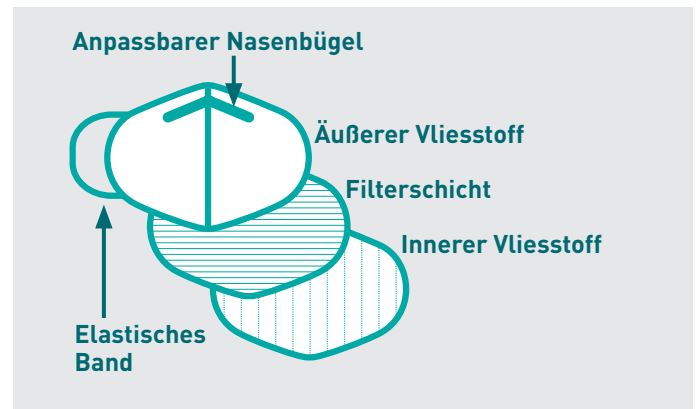 Anpassbarer Nasenbügel
Äußerer Vliesstoff
Filterschicht
Innerer Vliesstoff
Elastisches
Band